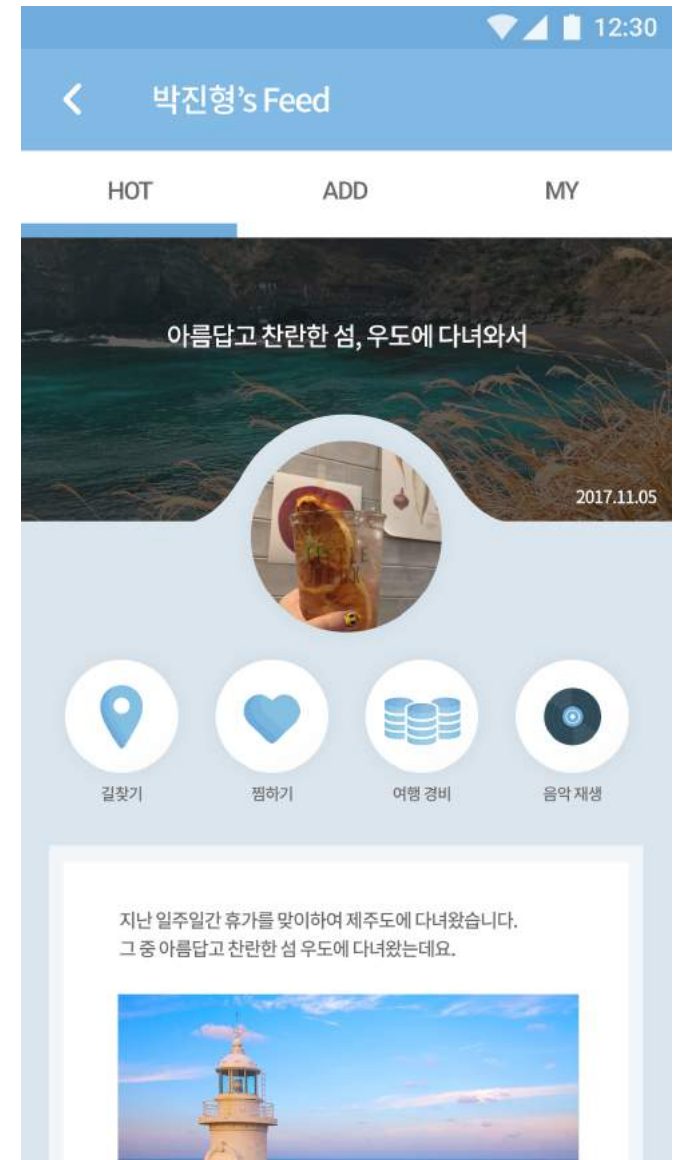 12:30
박진형's Feed
HOT
ADD
MY
아름답고 찬란한 섬, 우도에 다녀와서
2017.11.05
길찾기
찜하기
여행 경비
음악 재생
지난 일주일간 휴가를 맞이하여 제주도에 다녀왔습니다.
그 중 아름답고 찬란한 섬 우도에 다녀왔는데요.